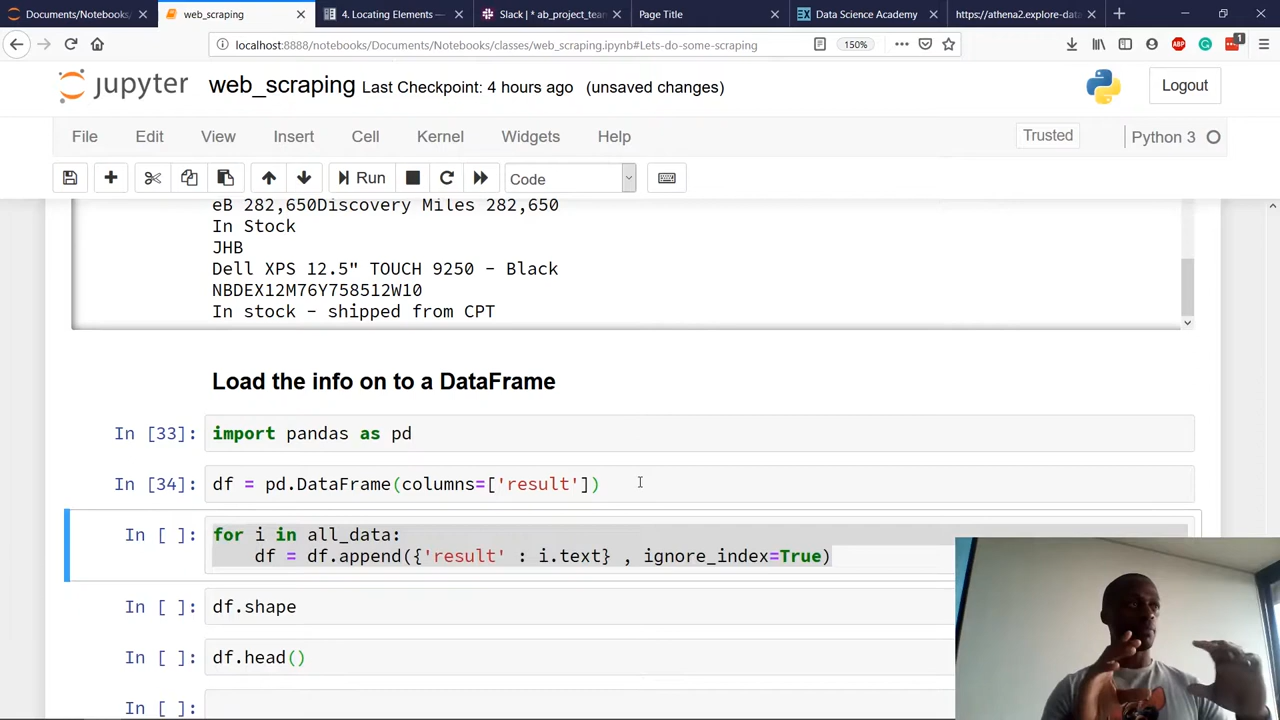 Documents/Notebooks/
web_scraping
4. Locating Elements —
Slack | * ab_project_tea
Page Title
Data Science Academy
https://athena2.explore-dat
localhost:8888/notebooks/Documents/Notebooks/classes/web_scraping.ipynb#Lets-do-some-scraping
150%
ABP
1
jupyter
web_scraping Last Checkpoint: 4 hours ago (unsaved changes)
Logout
File Edit View Insert Cell Kernel Widgets Help
Trusted
Python 3
Run
Code
eB 282,650Discovery Miles 282,650
In Stock
JHB
Dell XPS 12.5" TOUCH 9250 - Black
NBDEX12M76Y758512W10
In stock - shipped from CPT
Load the info on to a DataFrame
In [33]: import pandas as pd
In [34]: df = pd.DataFrame(columns=['result'])
In [ ]: for i in all_data:
df = df.append({'result' : i.text} , ignore_index=True)
In [ ]: df.shape
In [ ]: df.head()
In [ ]: